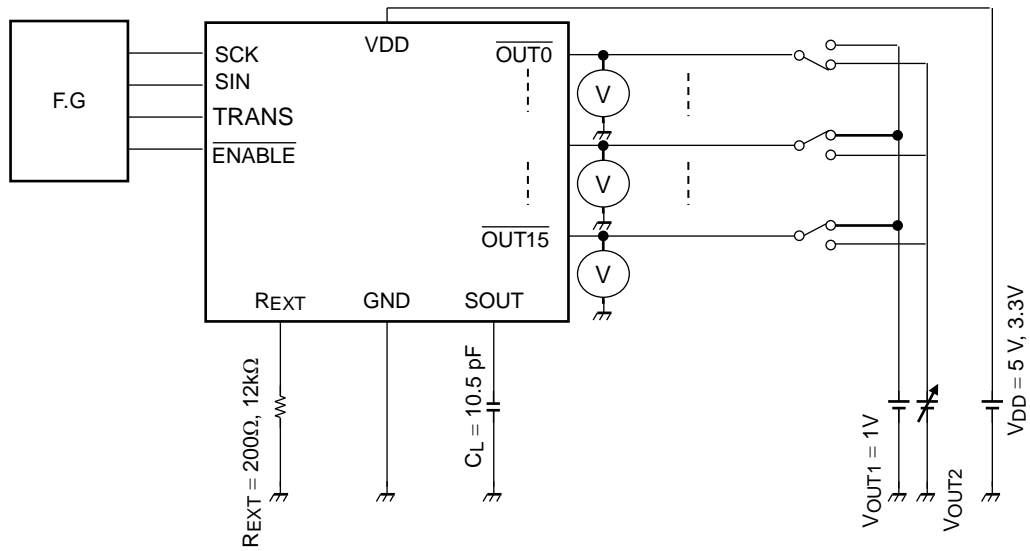 F.G
SCK
SIN
TRANS
ENABLE
VDD
OUT0
OUT15
REXT
GND
SOUT
V
V
V
REXT = 200Ω, 12kΩ
CL = 10.5 pF
VOUT1 = 1V
VOUT2
VDD = 5 V, 3.3V